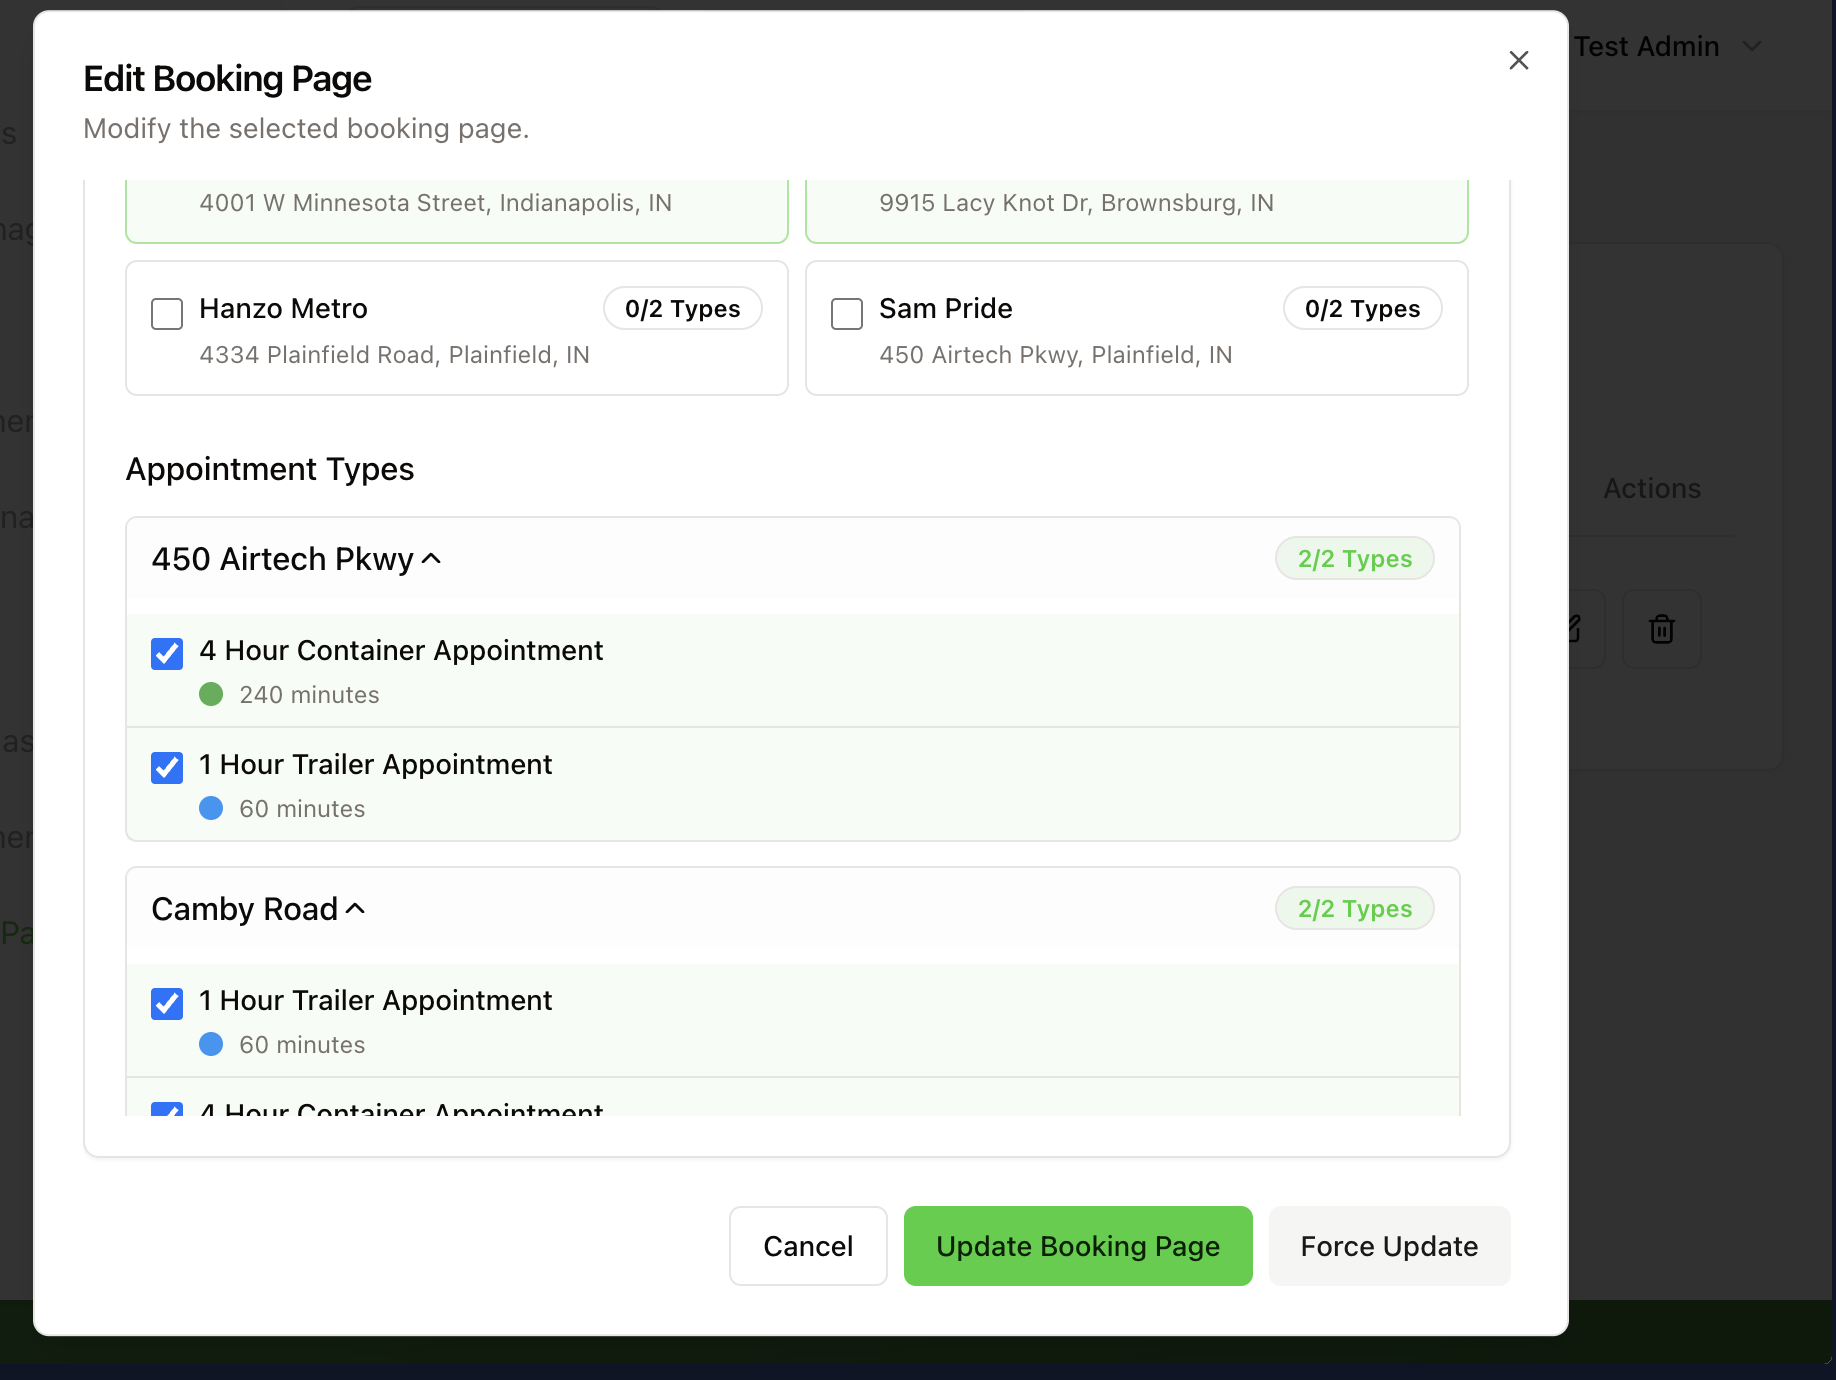 Test Admin
Edit Booking Page
Modify the selected booking page.
4001 W Minnesota Street, Indianapolis, IN
9915 Lacy Knot Dr, Brownsburg, IN
Hanzo Metro
0/2 Types
4334 Plainfield Road, Plainfield, IN
Sam Pride
0/2 Types
450 Airtech Pkwy, Plainfield, IN
Appointment Types
Actions
450 Airtech Pkwy
2/2 Types
4 Hour Container Appointment
240 minutes
1 Hour Trailer Appointment
60 minutes
Camby Road
2/2 Types
1 Hour Trailer Appointment
60 minutes
4 Hour Container Appointment
Cancel
Update Booking Page
Force Update